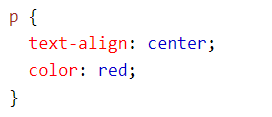 p {
  text-align: center;
  color: red;
}